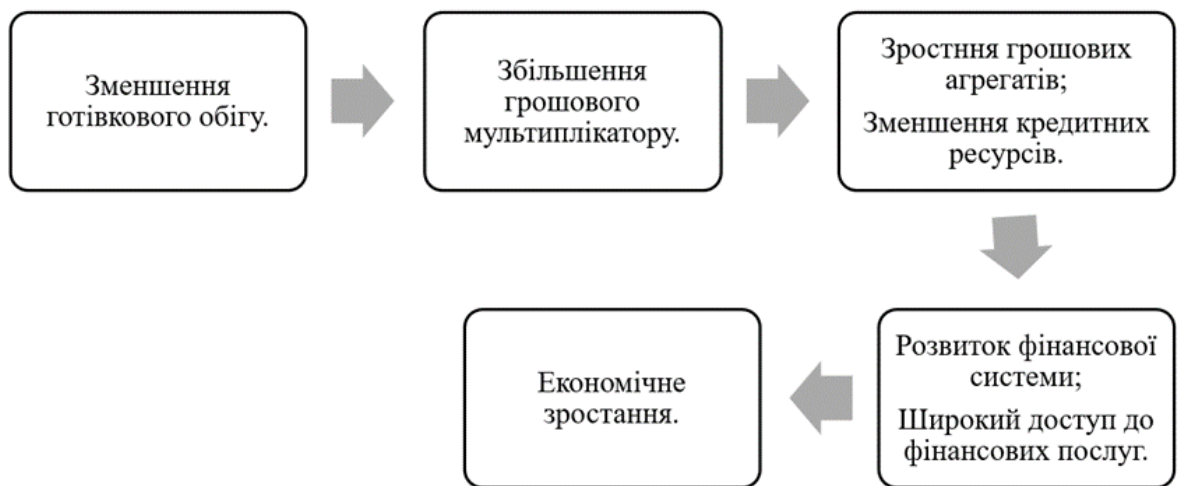 Зменшення
готівкового обігу.
Збільшення
грошового
мультиплікатору.
Зростння грошових
агрегатів;
Зменшення кредитних
ресурсів.
Розвиток фінансової
системи;
Широкий доступ до
фінансових послуг.
Економічне
зростання.